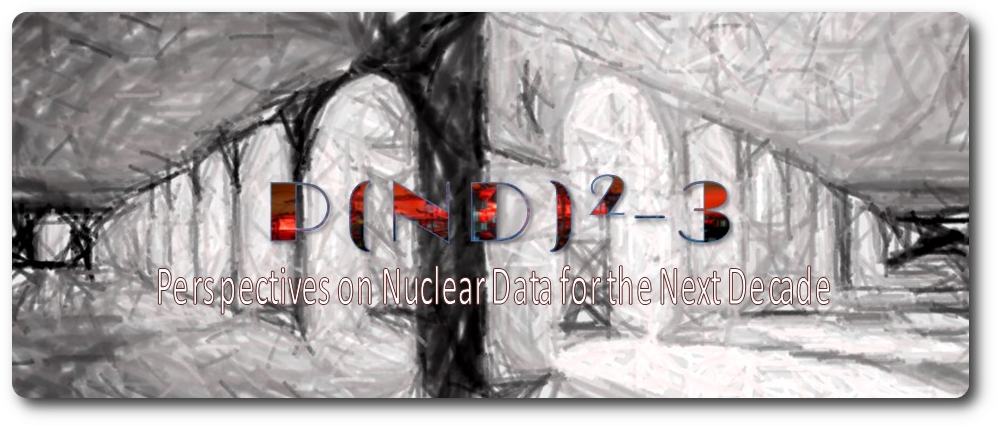 P(ND)²-3
Perspectives on Nuclear Data for the Next Decade